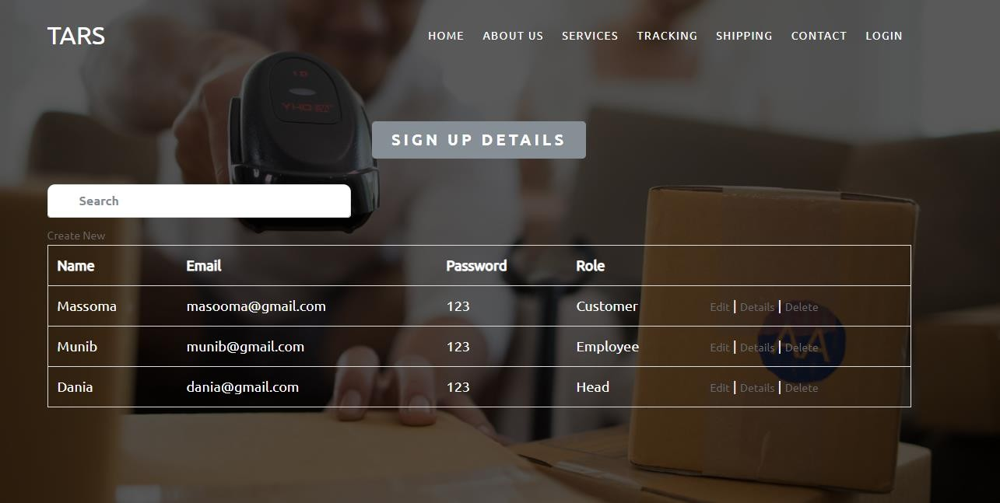 TARS HOME ABOUT US SERVICES TRACKING SHIPPING CONTACT LOGIN
1D
SIGN UP DETAILS
Search
Create New
Name Email Password Role
Massoma masooma@gmail.com 123 Customer Edit | Details | Delete
Munib munib@gmail.com 123 Employee Edit | Details | Delete
Dania dania@gmail.com 123 Head Edit | Details | Delete